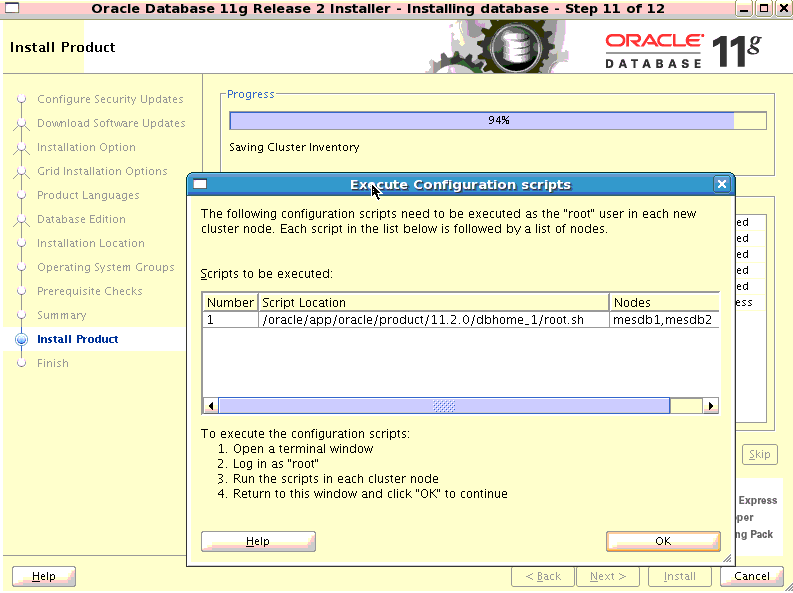 Oracle Database 11g Release 2 Installer - Installing database - Step 11 of 12
Install Product
ORACLE
DATABASE
11g
Configure Security Updates
Download Software Updates
Installation Option
Grid Installation Options
Product Languages
Database Edition
Installation Location
Operating System Groups
Prerequisite Checks
Summary
Install Product
Finish
Progress
94%
Saving Cluster Inventory
Execute Configuration scripts
The following configuration scripts need to be executed as the "root" user in each new
cluster node. Each script in the list below is followed by a list of nodes.
Scripts to be executed:
Number Script Location Nodes
1 /oracle/app/oracle/product/11.2.0/dbhome_1/root.sh mesdb1,mesdb2
To execute the configuration scripts:
1. Open a terminal window
2. Log in as "root"
3. Run the scripts in each cluster node
4. Return to this window and click "OK" to continue
Help OK
ed
ed
ed
ed
ed
ess
Skip
Express
per
ng Pack
Help < Back Next > Install Cancel